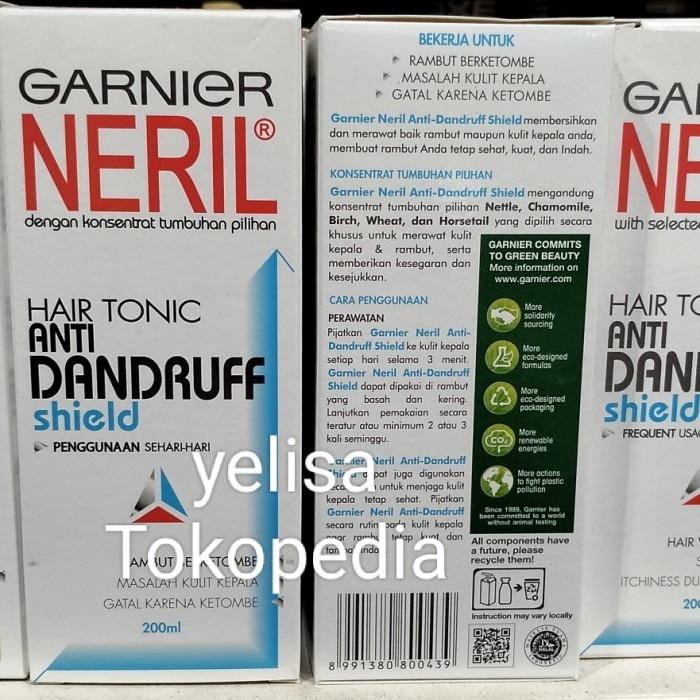 GARNIER
NERIL®
dengan konsentrat tumbuhan pilihan
HAIR TONIC
ANTI
DANDRUFF
shield
PENGGUNAAN SEHARI-HARI
RAMBUT BERKETOMBE
MASALAH KULIT KEPALA
GATAL KARENA KETOMBE
200ml
BEKERJA UNTUK
RAMBUT BERKETOMBE
MASALAH KULIT KEPALA
GATAL KARENA KETOMBE
Garnier Neril Anti-Dandruff Shield membersihkan
dan merawat baik rambut maupun kulit kepala anda,
membuat rambut Anda tetap sehat, kuat, dan Indah.
KONSENTRAT TUMBUHAN PILIHAN
Garnier Neril Anti-Dandruff Shield mengandung
konsentrat tumbuhan pilihan Nettle, Chamomile,
Birch, Wheat, dan Horsetail yang dipilih secara
khusus untuk merawat kulit
kepala & rambut, serta
memberikan kesegaran dan
kesejukkan.
CARA PENGGUNAAN
PERAWATAN
Pijatkan Garnier Neril Anti-
Dandruff Shield ke kulit kepala
setiap hari selama 3 menit.
Garnier Neril Anti-Dandruff
Shield dapat dipakai di rambut
yang basah dan kering.
Lanjutkan pemakaian secara
teratur atau minimum 2 atau 3
kali seminggu.
Garnier Neril Anti-Dandruff
Shield dapat juga digunakan
untuk menjaga kulit
kepala tetap sehat. Pijatkan
Garnier Neril Anti-Dandruff
secara rutin pada kulit kepala
agar rambut tetap kuat dan
GARNIER COMMITS
TO GREEN BEAUTY
More information on
www.garnier.com
More
solidarity
sourcing
More
eco-designed
formulas
More
eco-designed
packaging
CO2
More
renewable
energies
More actions
to fight plastic
pollution
Since 1989, Garnier has
been committed to a world
without animal testing
All components have
a future, please
recycle them!
Instruction may vary locally
8 991380 800439
HALAL
GA
NE
with selected
HAIR TO
ANTI
DAN
shield
FREQUENT USA
HAIR
ITCHINESS DU
200
yelisa
Tokopedia